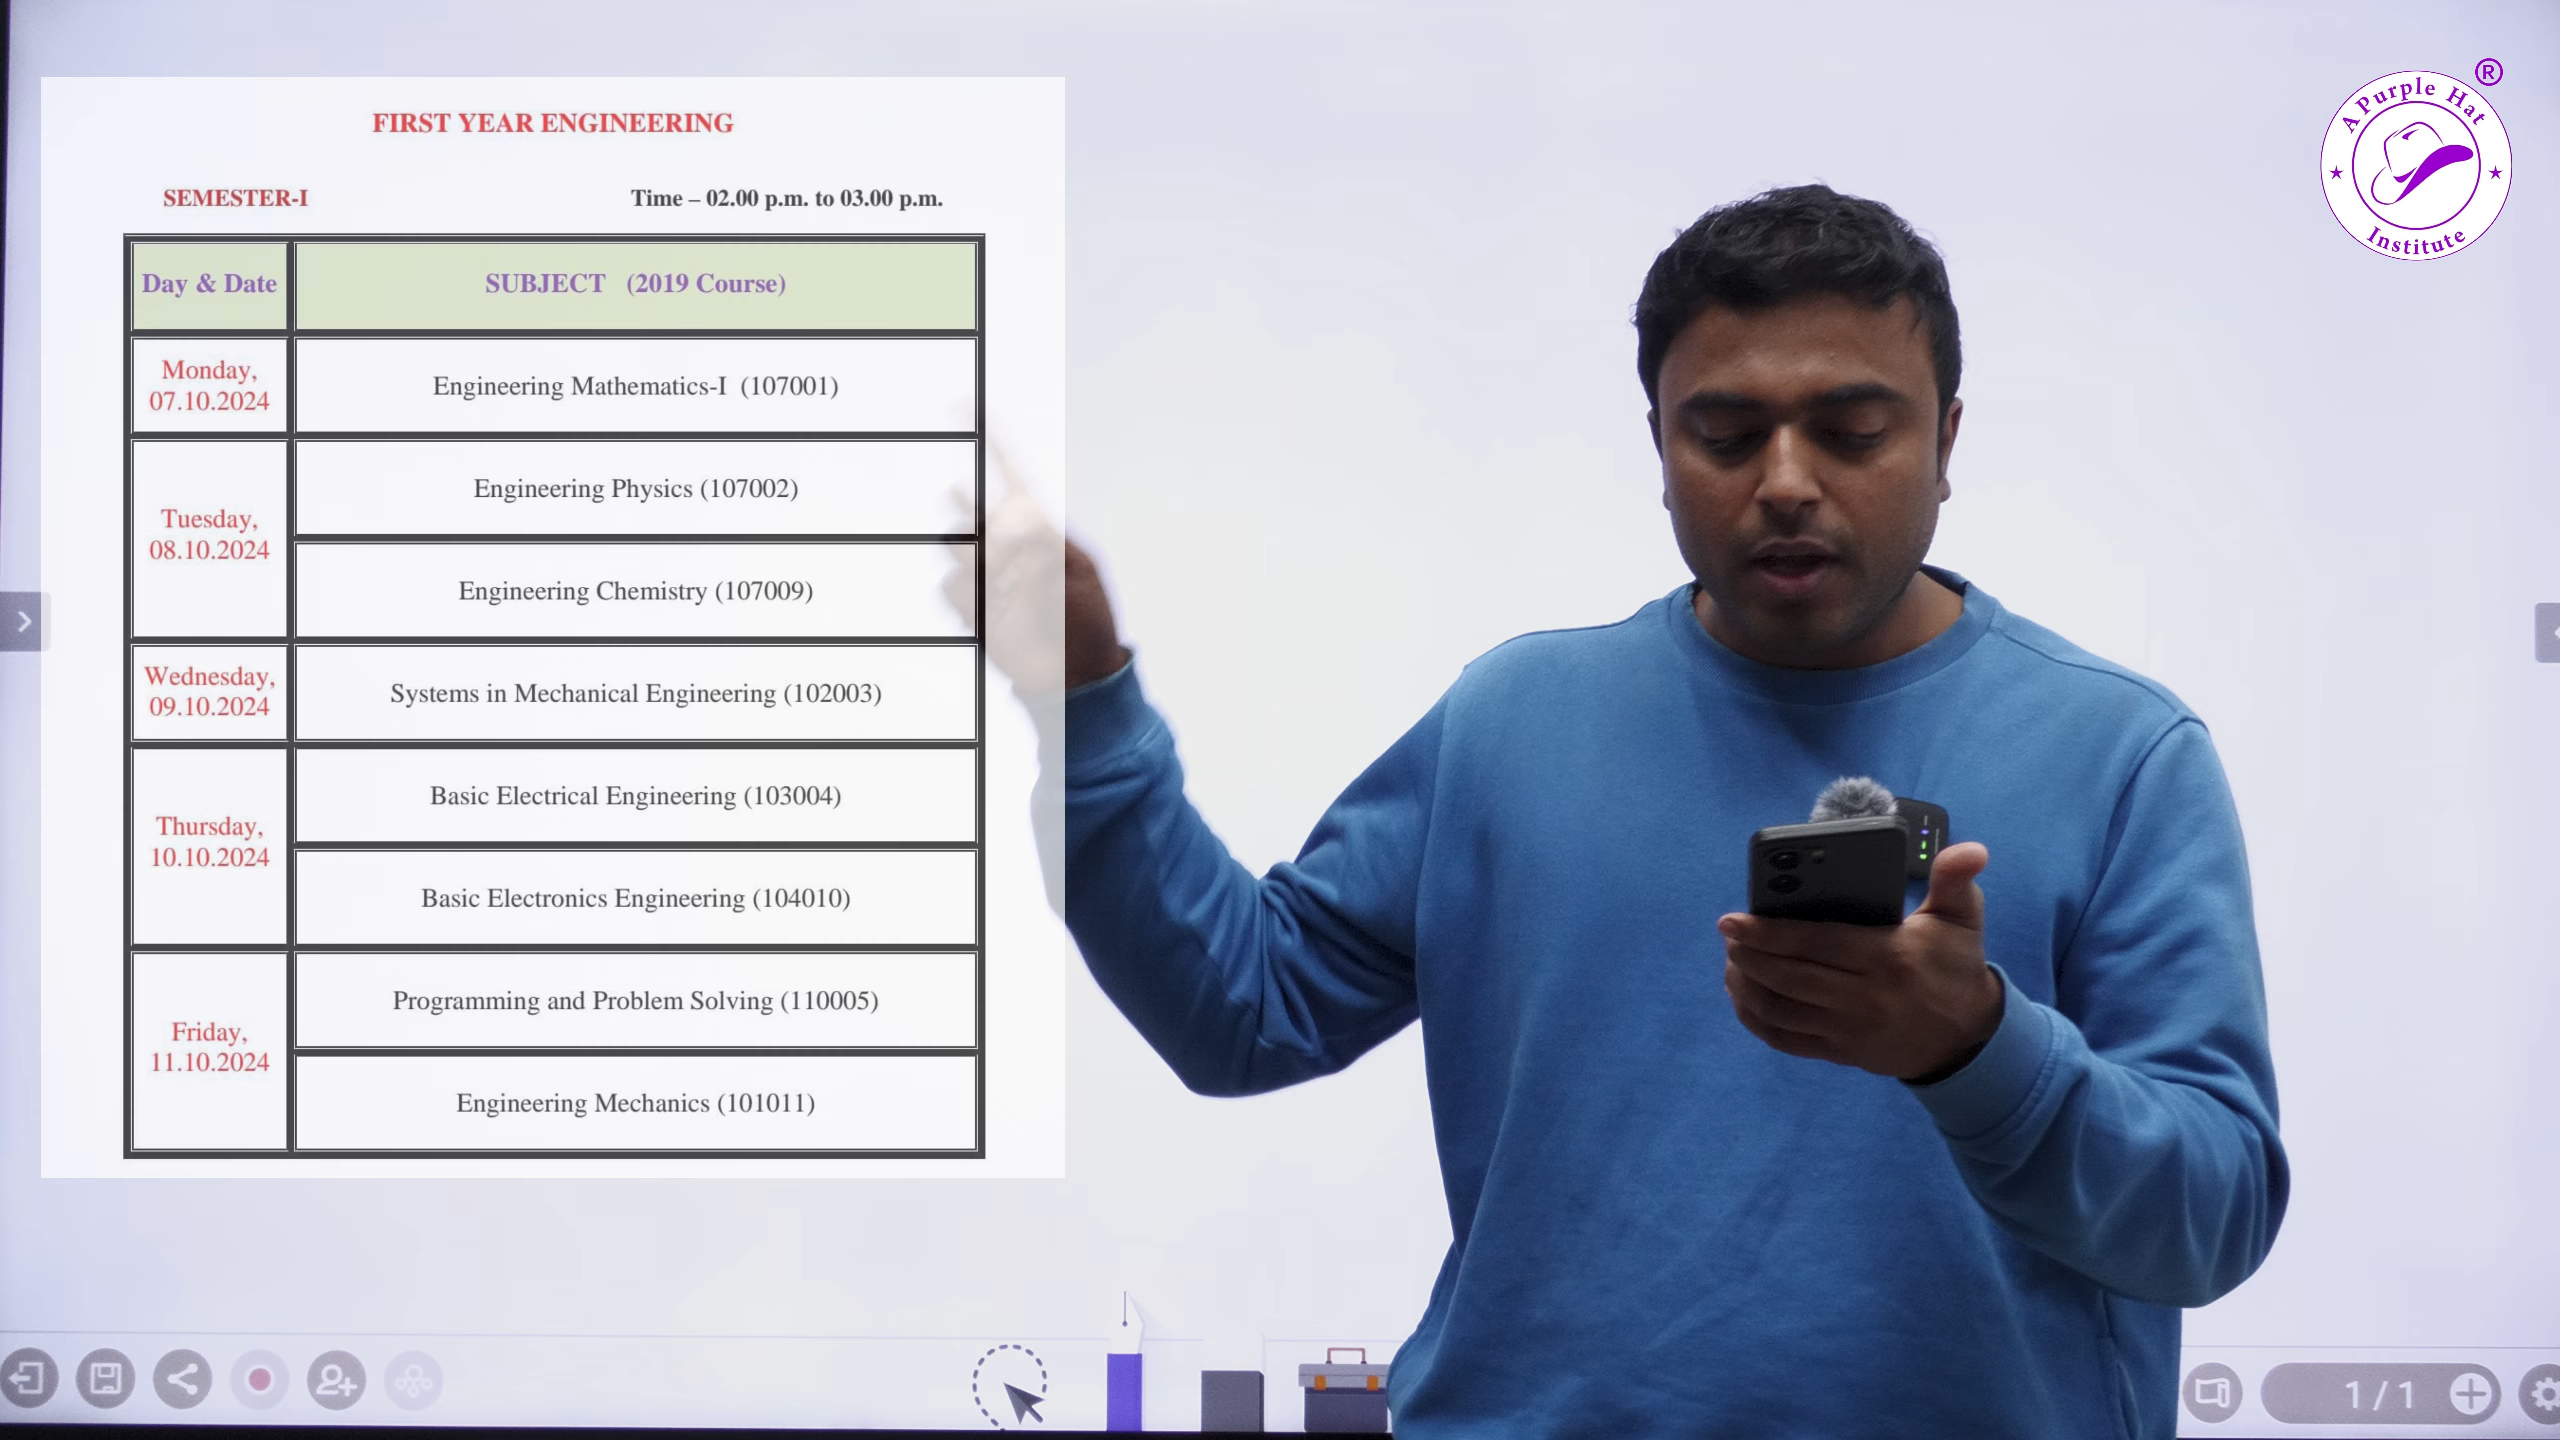 FIRST YEAR ENGINEERING
SEMESTER-I Time – 02.00 p.m. to 03.00 p.m.
Day & Date SUBJECT (2019 Course)
Monday,
07.10.2024
Engineering Mathematics-I (107001)
Tuesday,
08.10.2024
Engineering Physics (107002)
Engineering Chemistry (107009)
Wednesday,
09.10.2024
Systems in Mechanical Engineering (102003)
Thursday,
10.10.2024
Basic Electrical Engineering (103004)
Basic Electronics Engineering (104010)
Friday,
11.10.2024
Programming and Problem Solving (110005)
Engineering Mechanics (101011)
A Purple Hat
Institute
®
1/1